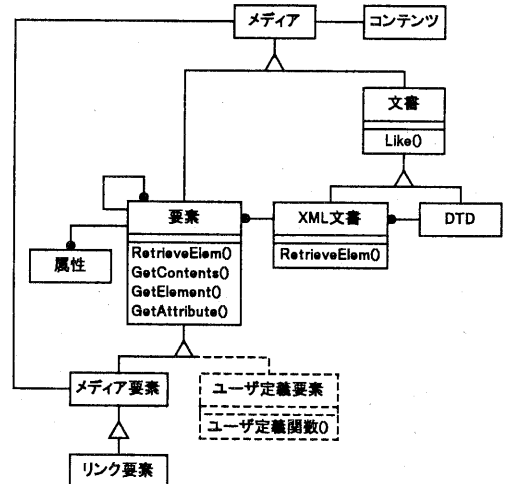 メディア
コンテンツ
文書
Like()
要素
RetrieveElem()
GetContents()
GetElement()
GetAttribute()
XML文書
RetrieveElem()
DTD
属性
メディア要素
ユーザ定義要素
ユーザ定義関数()
リンク要素